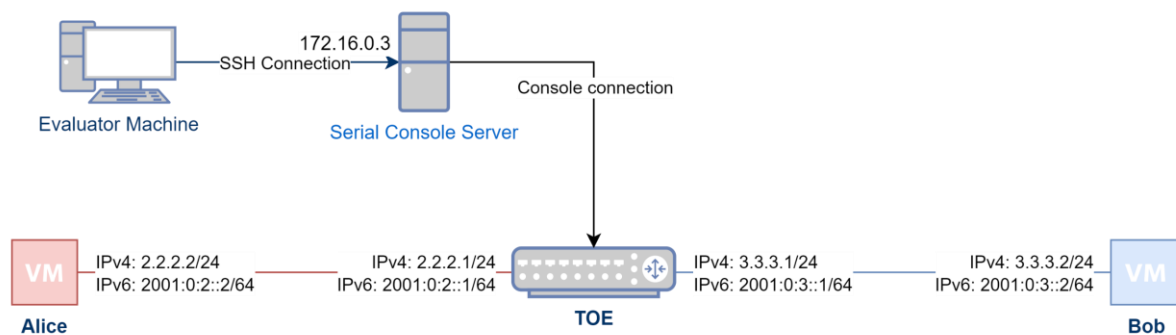 172.16.0.3
SSH Connection
Console connection
Evaluator Machine
Serial Console Server
VM
IPv4: 2.2.2.2/24
IPv6: 2001:0:2::2/64
IPv4: 2.2.2.1/24
IPv6: 2001:0:2::1/64
IPv4: 3.3.3.1/24
IPv6: 2001:0:3::1/64
IPv4: 3.3.3.2/24
IPv6: 2001:0:3::2/64
VM
Alice
TOE
Bob